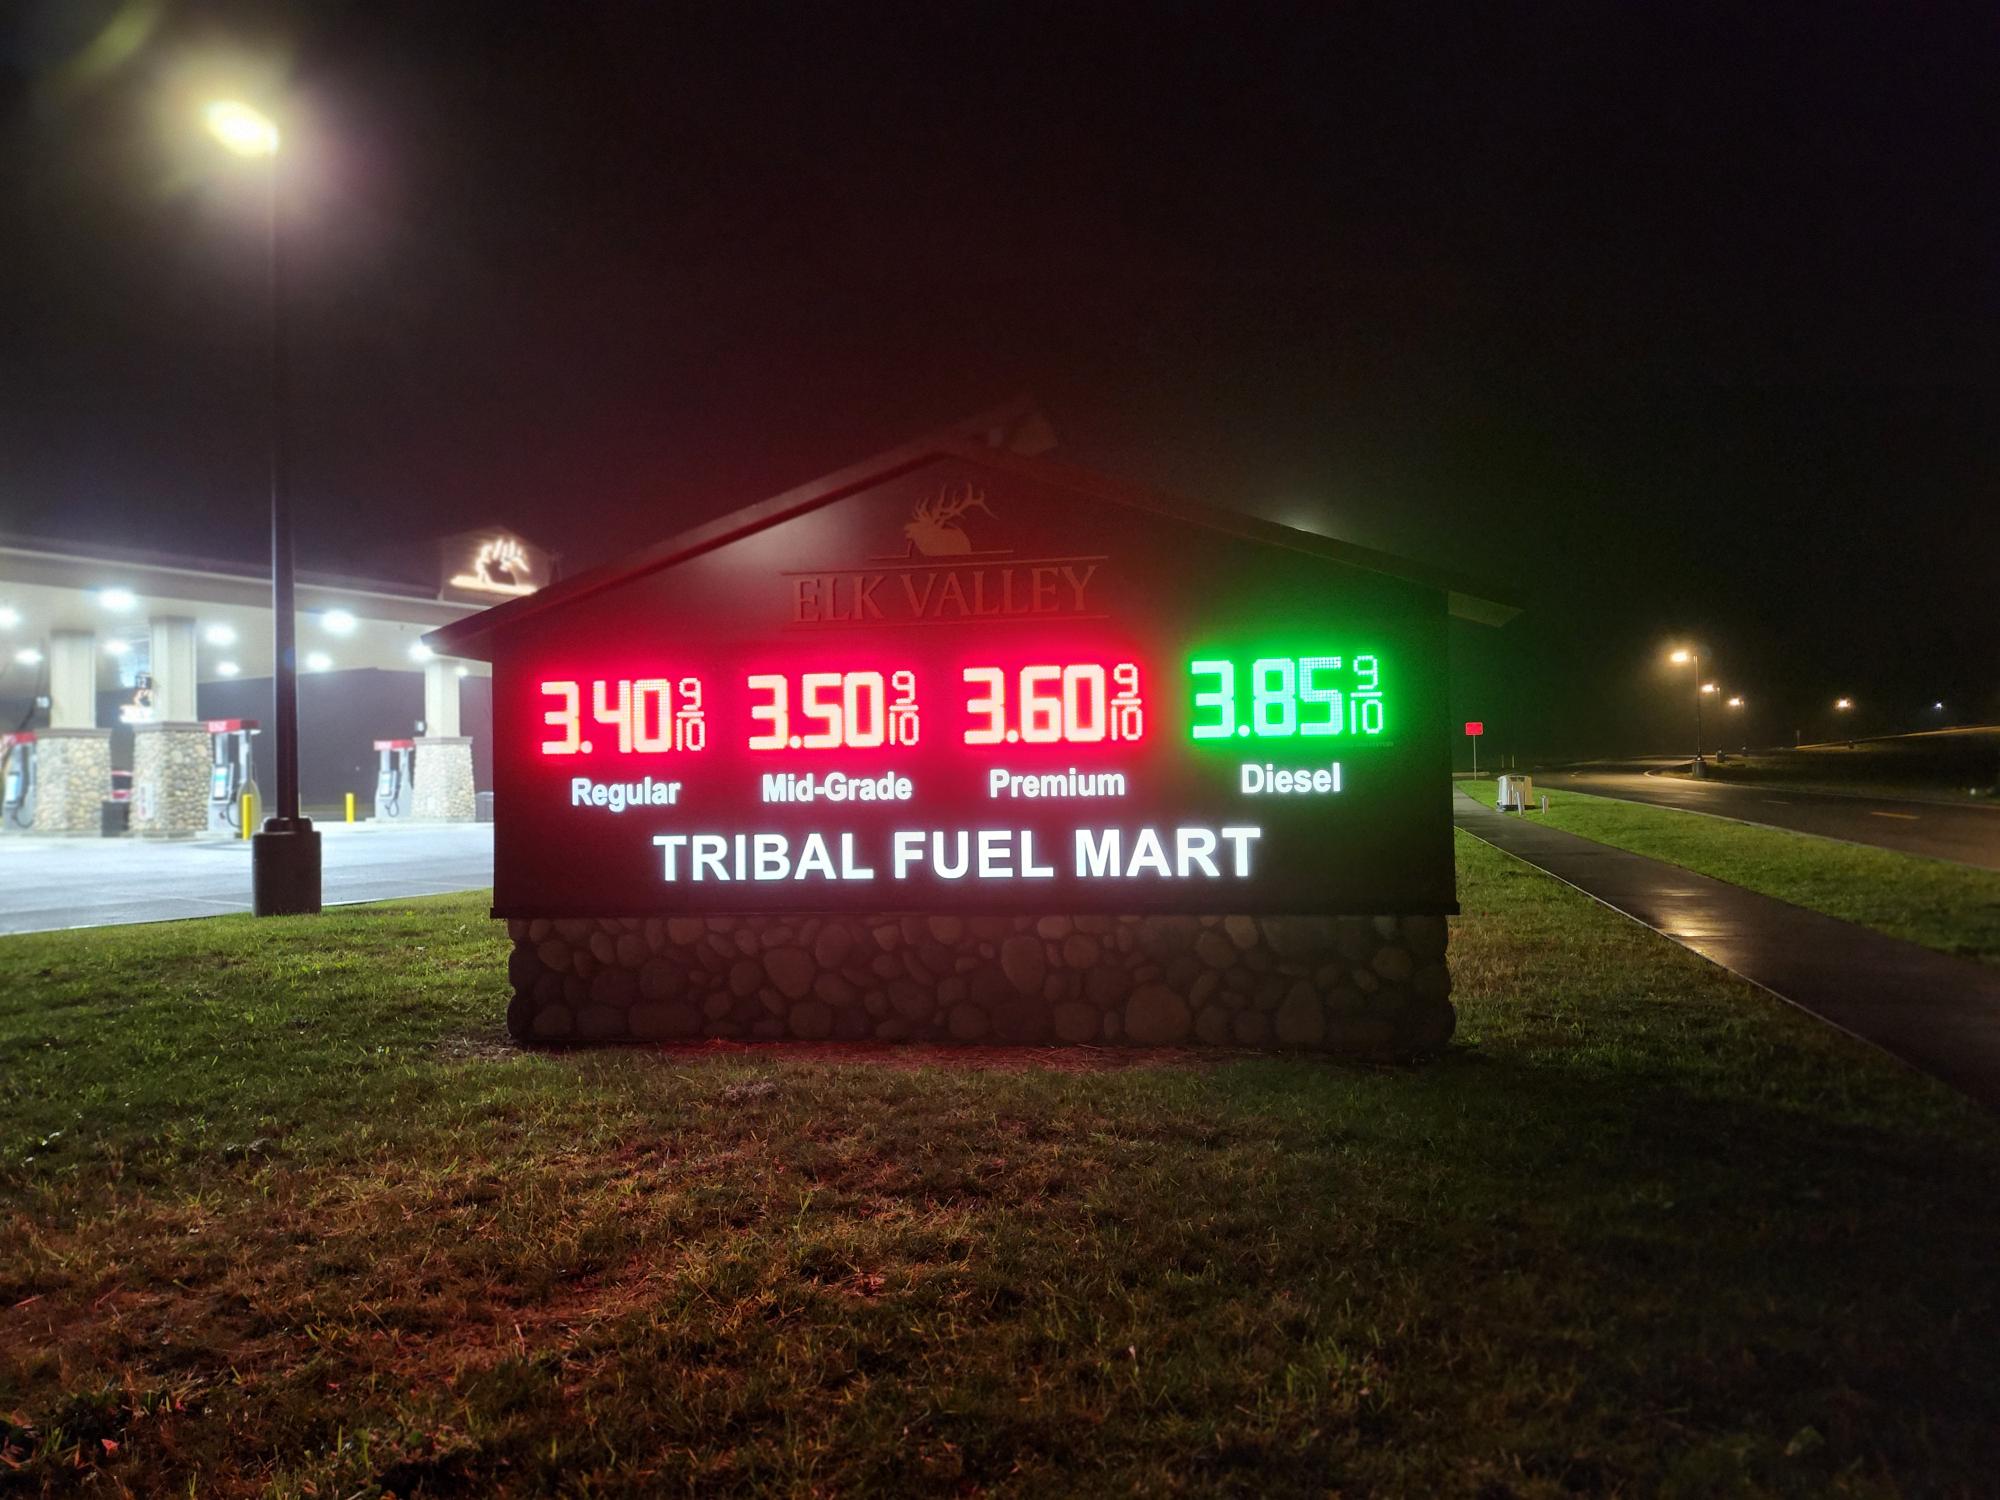 ELK VALLEY
3.40 9/10 3.50 9/10 3.60 9/10 3.85 9/10
Regular Mid-Grade Premium Diesel
TRIBAL FUEL MART